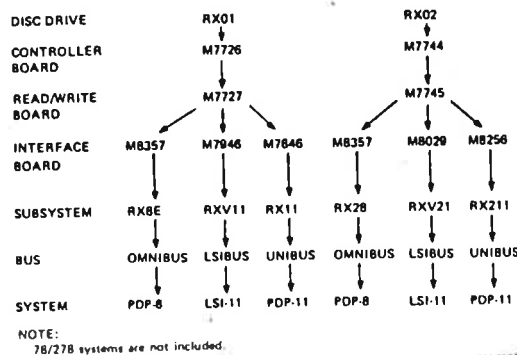 DISC DRIVE RX01 RX02
CONTROLLER BOARD M7726 M7744
READ/WRITE BOARD M7727 M7745
INTERFACE BOARD M8357 M7946 M7846 M8357 M8029 M8256
SUBSYSTEM RX8E RXV11 RX11 RX28 RXV21 RX211
BUS OMNIBUS LSIBUS UNIBUS OMNIBUS LSIBUS UNIBUS
SYSTEM PDP-8 LSI-11 PDP-11 PDP-8 LSI-11 PDP-11
NOTE:
78/278 systems are not included.